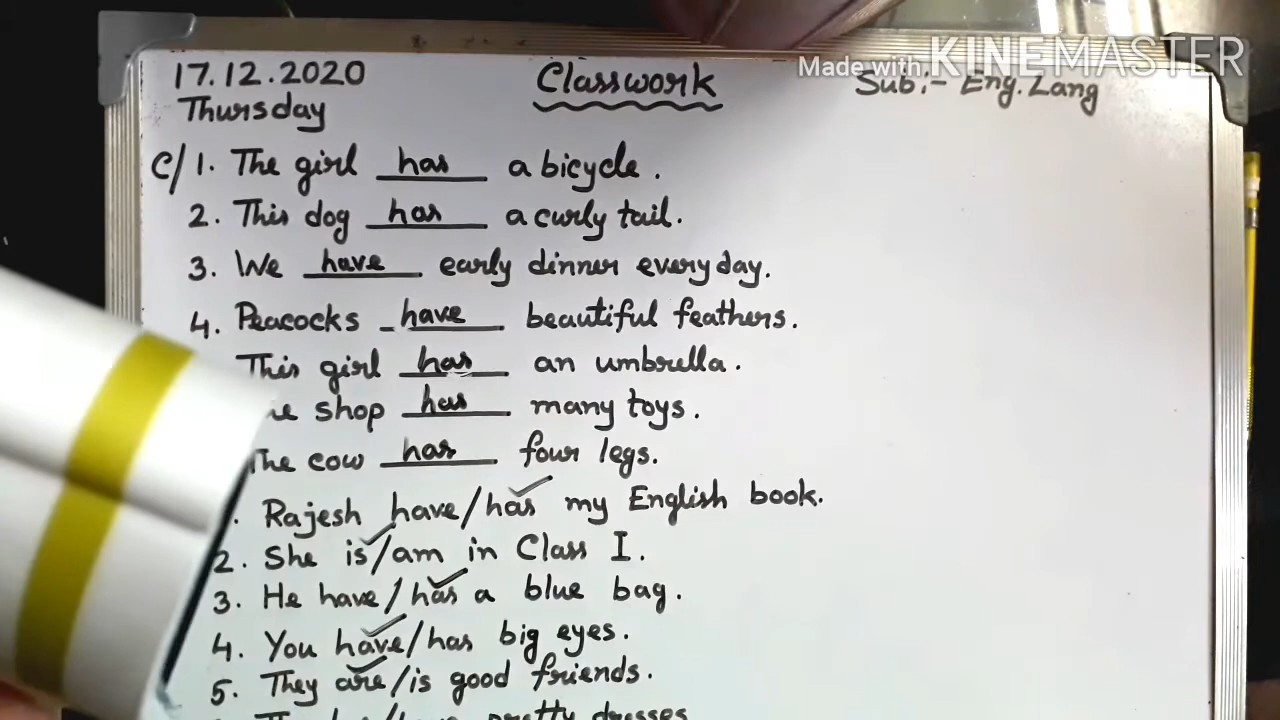 Made with KINEMASTER
17.12.2020 Classwork Sub:- Eng. Lang
Thursday
C/ 1. The girl has a bicycle.
2. This dog has a curly tail.
3. We have early dinner everyday.
4. Peacocks have beautiful feathers.
This girl has an umbrella.
shop has many toys.
The cow has four legs.
Rajesh have/has my English book.
2. She is/am in Class I.
3. He have/has a blue bag.
4. You have/has big eyes.
5. They are/is good friends.
pretty dresses